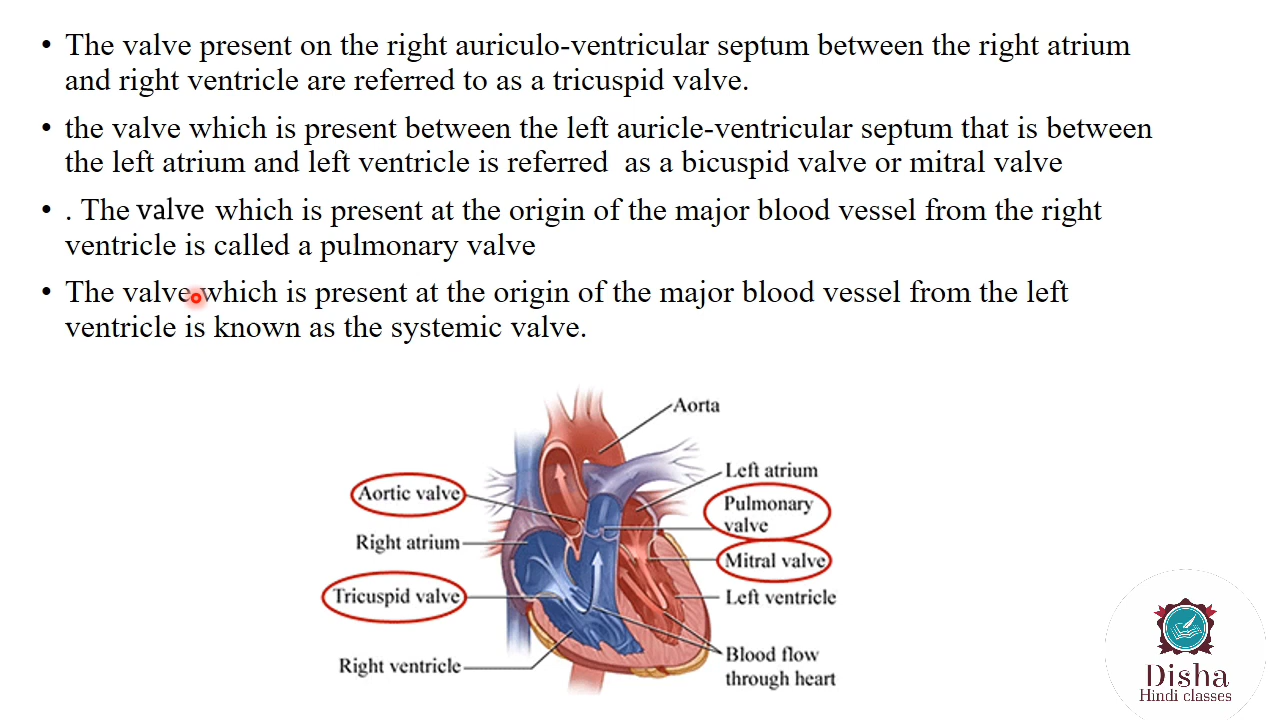 • The valve present on the right auriculo-ventricular septum between the right atrium
and right ventricle are referred to as a tricuspid valve.
• the valve which is present between the left auricle-ventricular septum that is between
the left atrium and left ventricle is referred  as a bicuspid valve or mitral valve
• . The valve which is present at the origin of the major blood vessel from the right
ventricle is called a pulmonary valve
• The valve which is present at the origin of the major blood vessel from the left
ventricle is known as the systemic valve.
Aorta
Left atrium
Aortic valve
Pulmonary
valve
Right atrium
Mitral valve
Tricuspid valve
Left ventricle
Right ventricle
Blood flow
through heart
Disha
Hindi classes